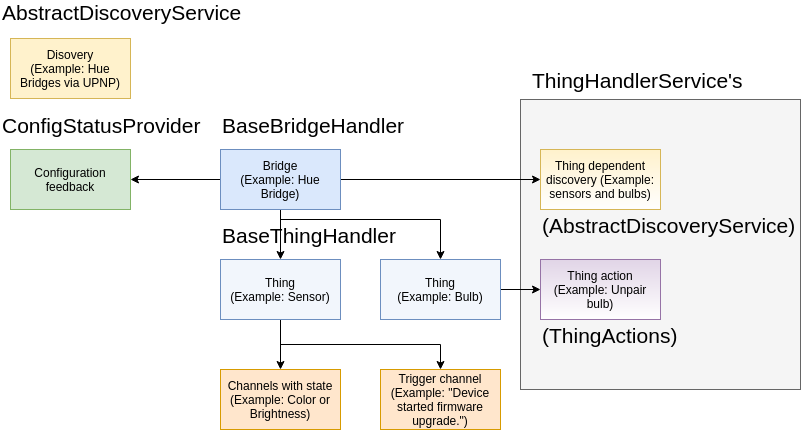 AbstractDiscoveryService
Disovery
(Example: Hue
Bridges via UPNP)
ThingHandlerService's
ConfigStatusProvider
BaseBridgeHandler
Configuration
feedback
Bridge
(Example: Hue
Bridge)
Thing dependent
discovery (Example:
sensors and bulbs)
(AbstractDiscoveryService)
BaseThingHandler
Thing
(Example: Sensor)
Thing
(Example: Bulb)
Thing action
(Example: Unpair
bulb)
(ThingActions)
Channels with state
(Example: Color or
Brightness)
Trigger channel
(Example: "Device
started firmware
upgrade.")